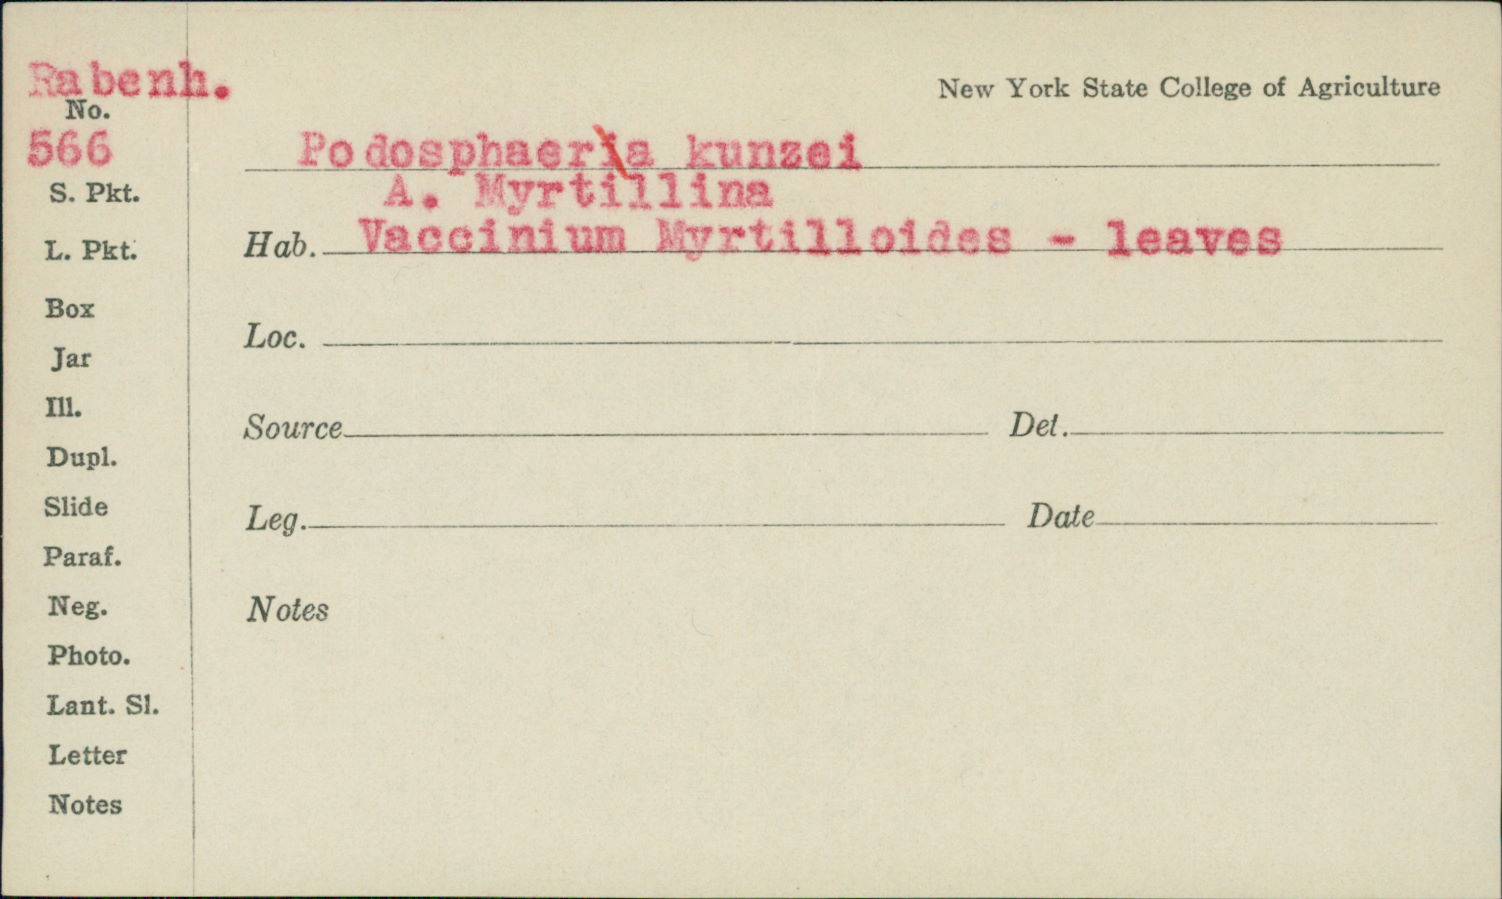 Rabenh.
No.
566
S. Pkt.
L. Pkt.
Box
Jar
Ill.
Dupl.
Slide
Paraf.
Neg.
Photo.
Lant. Sl.
Letter
Notes
New York State College of Agriculture
Podosphaeria kunzei
A. Myrtillina
Hab. Vaccinium Myrtilloides - leaves
Loc.
Source Det.
Leg. Date
Notes